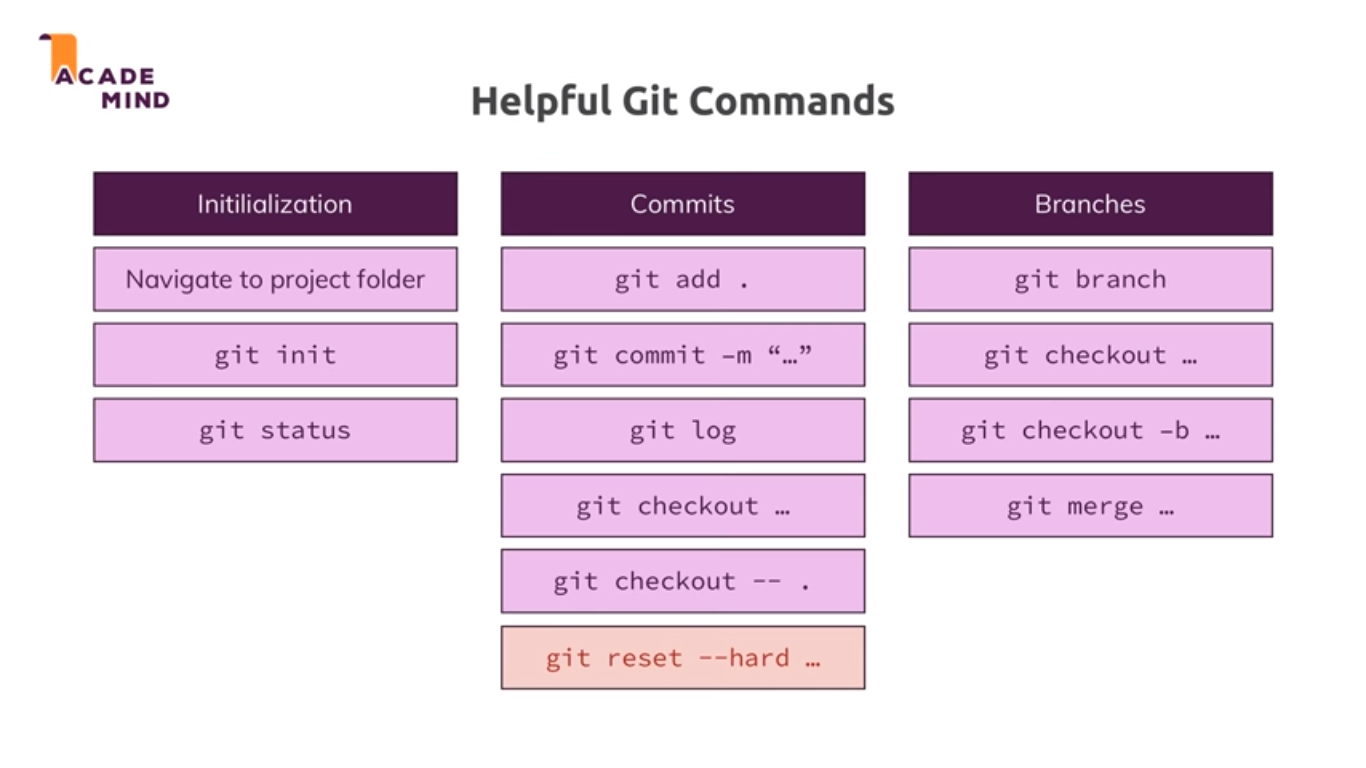 ACADE
MIND
Helpful Git Commands
Initilialization
Navigate to project folder
git init
git status
Commits
git add .
git commit –m “…”
git log
git checkout …
git checkout -- .
git reset --hard …
Branches
git branch
git checkout …
git checkout –b …
git merge …